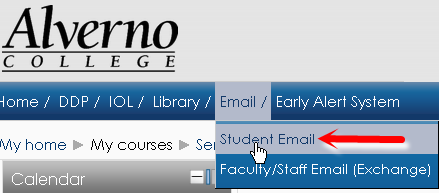 Alverno
COLLEGE
Home / DDP / IOL / Library / Email / Early Alert System
Student Email
My home ► My courses ► Se
Faculty/Staff Email (Exchange)
Calendar